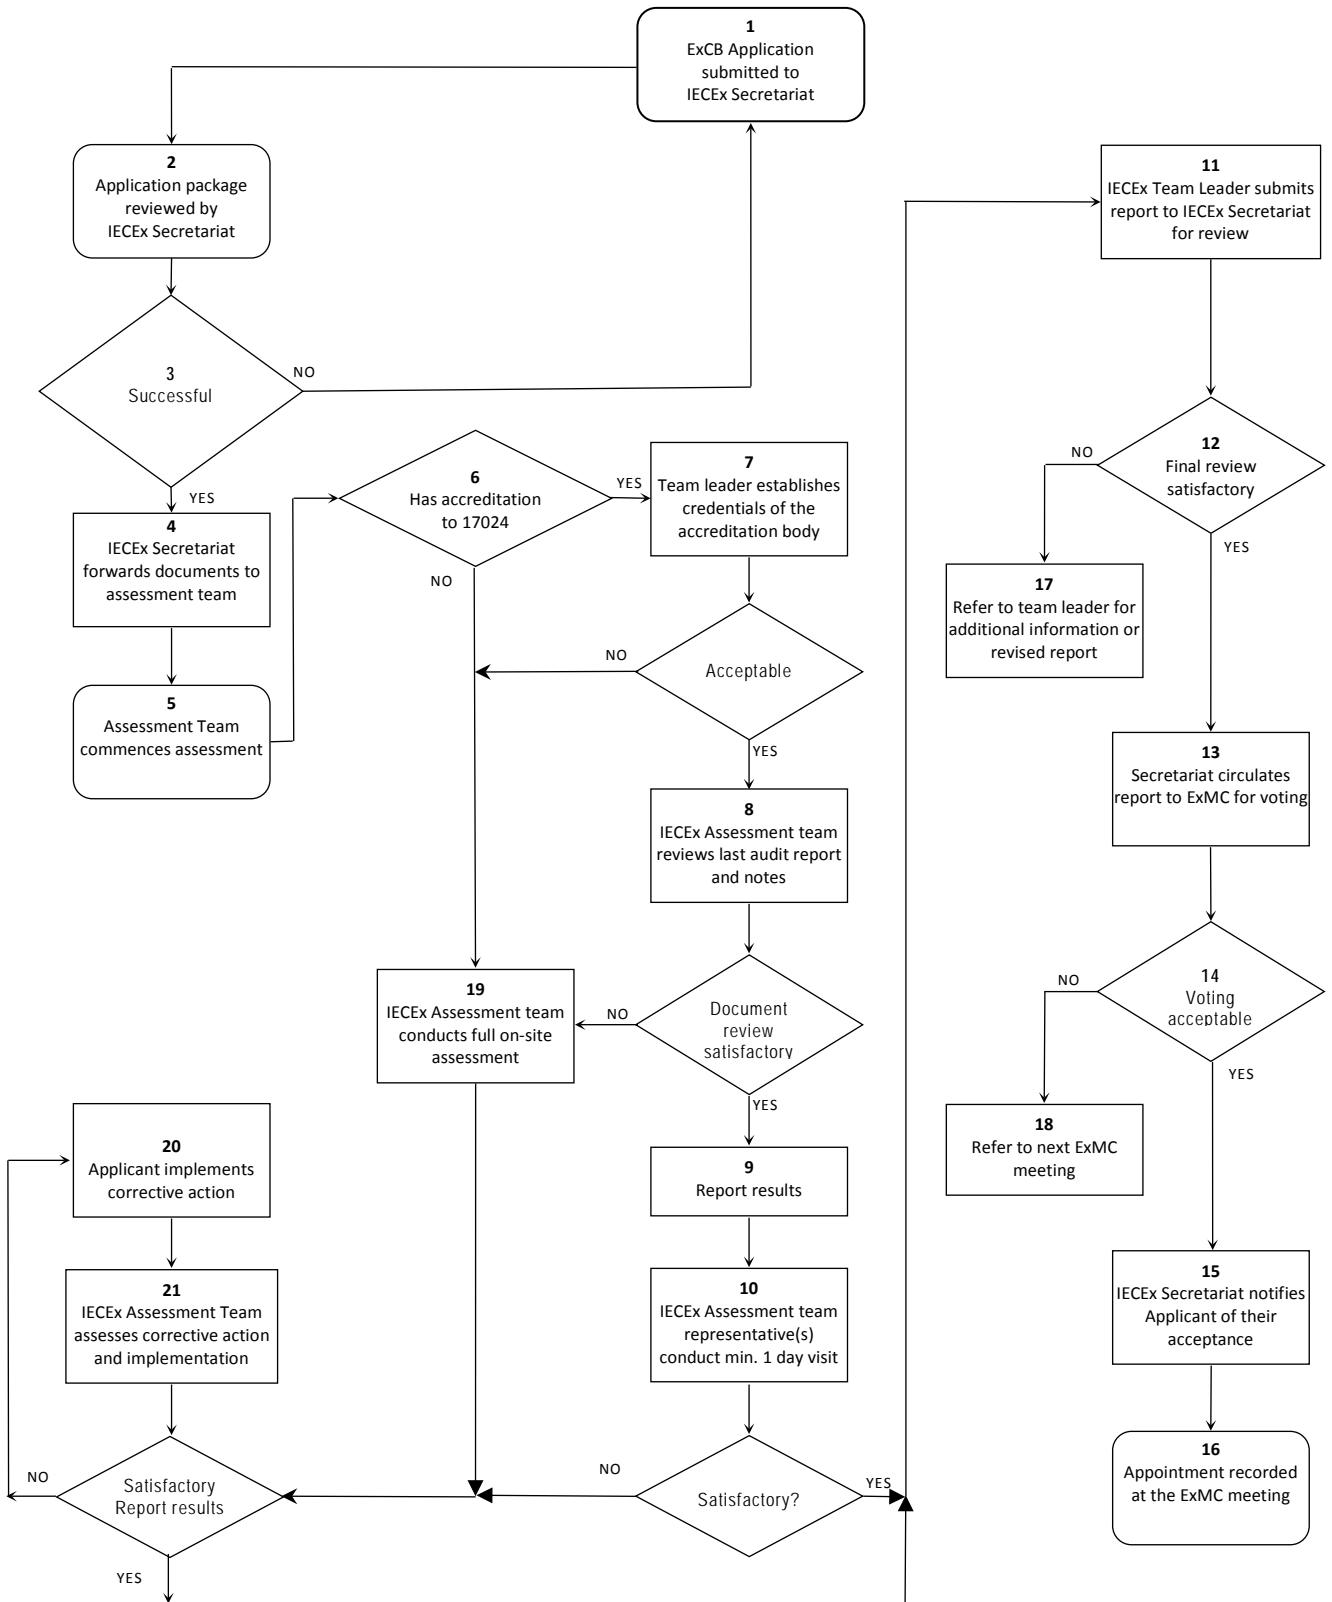 1
ExCB Application
submitted to
IECEx Secretariat
2
Application package
reviewed by
IECEx Secretariat
3
Successful
NO
YES
4
IECEx Secretariat
forwards documents to
assessment team
5
Assessment Team
commences assessment
6
Has accreditation
to 17024
YES
NO
7
Team leader establishes
credentials of the
accreditation body
Acceptable
NO
YES
8
IECEx Assessment team
reviews last audit report
and notes
Document
review
satisfactory
NO
YES
19
IECEx Assessment team
conducts full on-site
assessment
9
Report results
10
IECEx Assessment team
representative(s)
conduct min. 1 day visit
Satisfactory?
NO
YES
20
Applicant implements
corrective action
21
IECEx Assessment Team
assesses corrective action
and implementation
Satisfactory
Report results
NO
YES
11
IECEx Team Leader submits
report to IECEx Secretariat
for review
12
Final review
satisfactory
NO
YES
17
Refer to team leader for
additional information or
revised report
13
Secretariat circulates
report to ExMC for voting
14
Voting
acceptable
NO
YES
18
Refer to next ExMC
meeting
15
IECEx Secretariat notifies
Applicant of their
acceptance
16
Appointment recorded
at the ExMC meeting